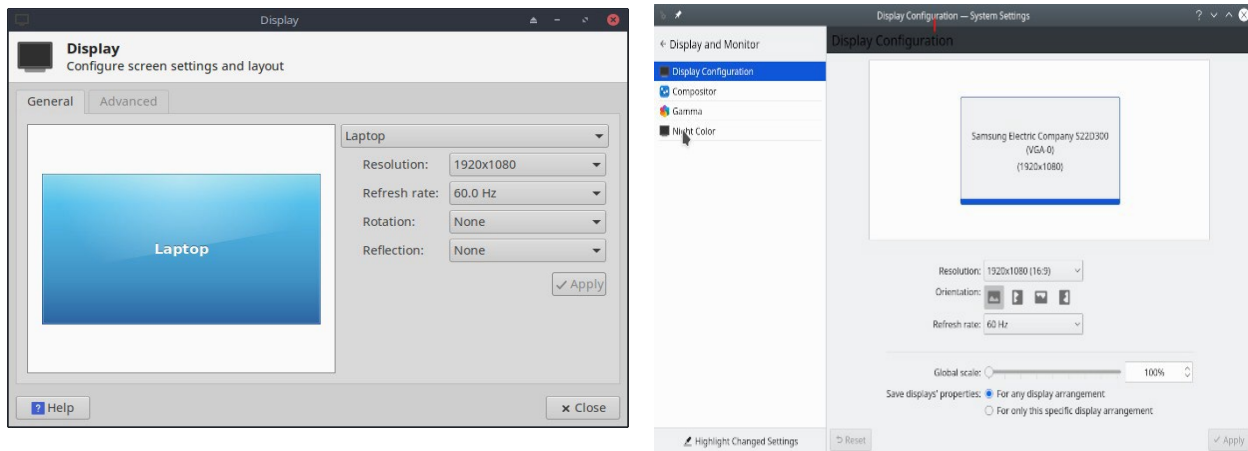 Display
Display
Configure screen settings and layout
General
Advanced
Laptop
Laptop
Resolution: 1920x1080
Refresh rate: 60.0 Hz
Rotation: None
Reflection: None
Apply
? Help
Close
Display Configuration — System Settings
Display and Monitor
Display Configuration
Compositor
Gamma
Night Color
Highlight Changed Settings
Display Configuration
Samsung Electric Company S22D300
(VGA-0)
(1920x1080)
Resolution: 1920x1080 (16:9)
Orientation:
Refresh rate: 60 Hz
Global scale: 100%
Save displays' properties: For any display arrangement
For only this specific display arrangement
Reset
Apply